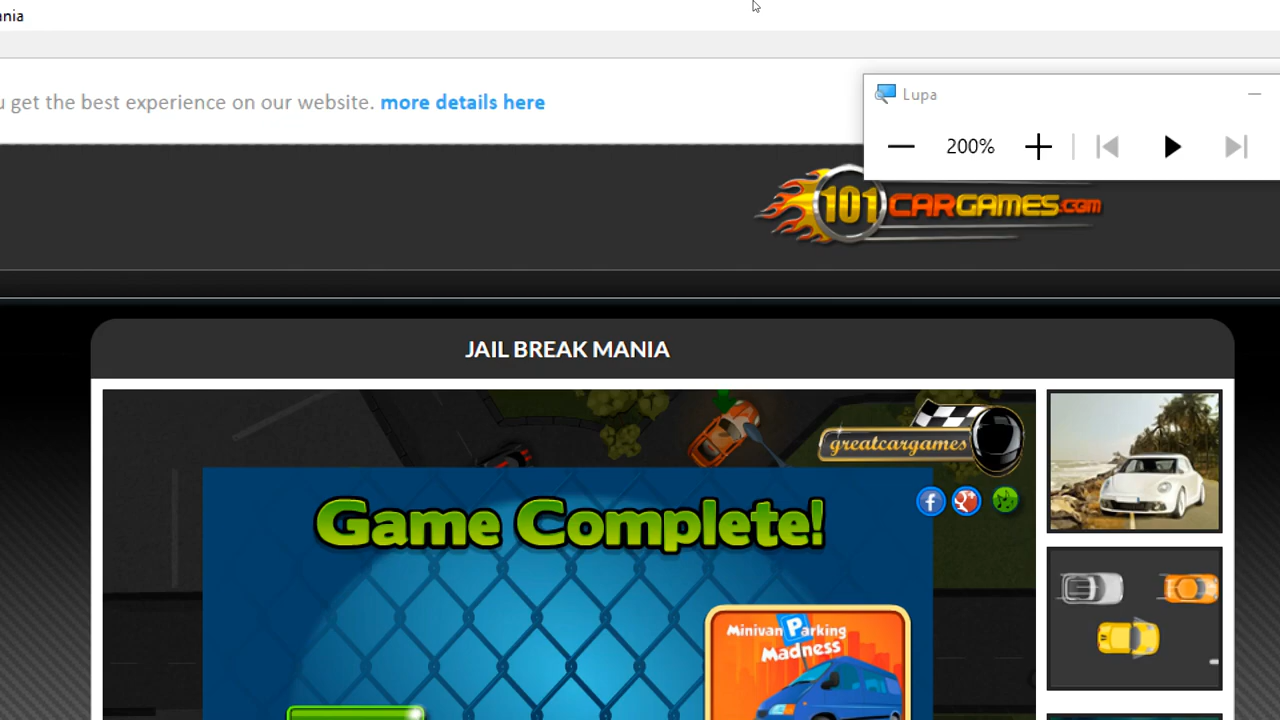 ania
u get the best experience on our website. more details here
Lupa
200%
101CARGAMES.COM
JAIL BREAK MANIA
greatcargames
Game Complete!
Minivan Parking
Madness